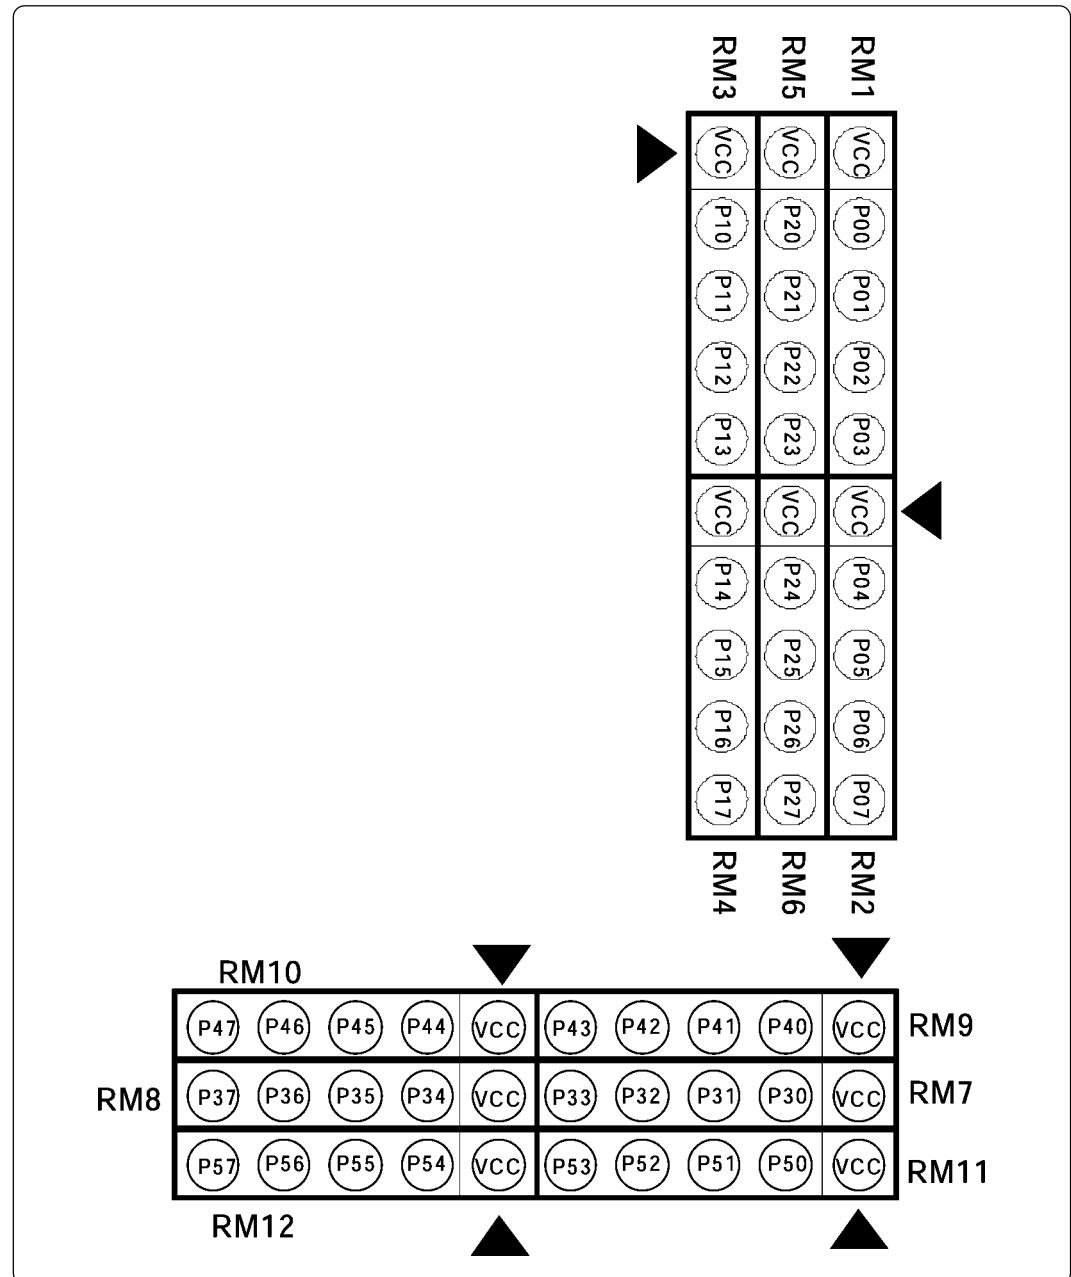 RM3 RM5 RM1
VCC VCC VCC
P10 P20 P00
P11 P21 P01
P12 P22 P02
P13 P23 P03
VCC VCC VCC
P14 P24 P04
P15 P25 P05
P16 P26 P06
P17 P27 P07
RM4 RM6 RM2
RM10
P47 P46 P45 P44 VCC P43 P42 P41 P40 VCC RM9
RM8 P37 P36 P35 P34 VCC P33 P32 P31 P30 VCC RM7
P57 P56 P55 P54 VCC P53 P52 P51 P50 VCC RM11
RM12